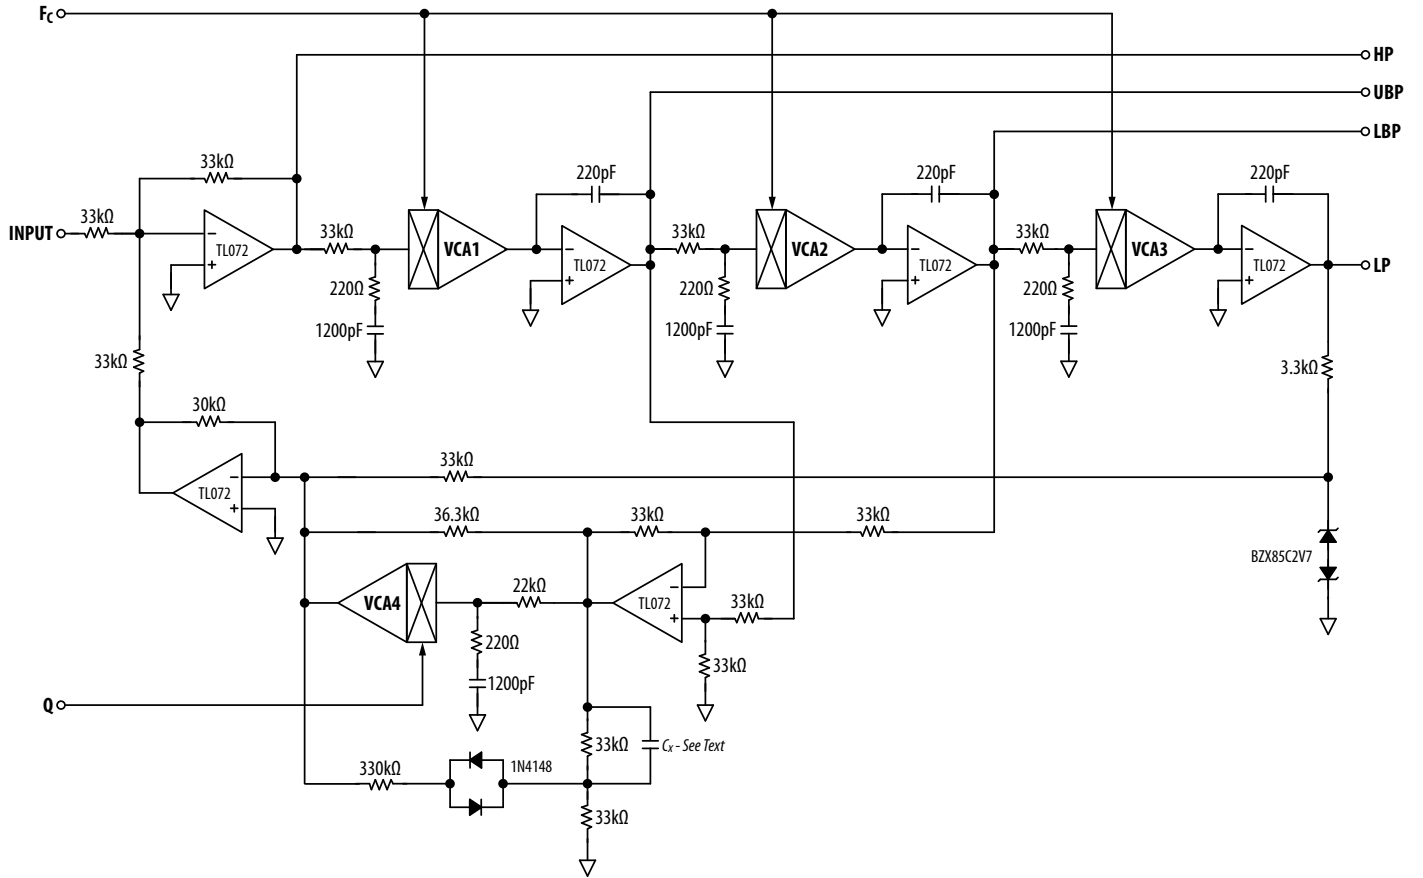 FC
HP
UBP
LBP
33kΩ
220pF
220pF
220pF
33kΩ
INPUT
TL072
33kΩ
VCA1
TL072
33kΩ
VCA2
TL072
33kΩ
VCA3
TL072
LP
220Ω
220Ω
220Ω
1200pF
1200pF
1200pF
33kΩ
3.3kΩ
30kΩ
33kΩ
TL072
36.3kΩ
33kΩ
33kΩ
BZX85C2V7
VCA4
22kΩ
TL072
33kΩ
220Ω
33kΩ
1200pF
Q
33kΩ
Cx - See Text
1N4148
330kΩ
33kΩ
− + − + − + − + − + − +